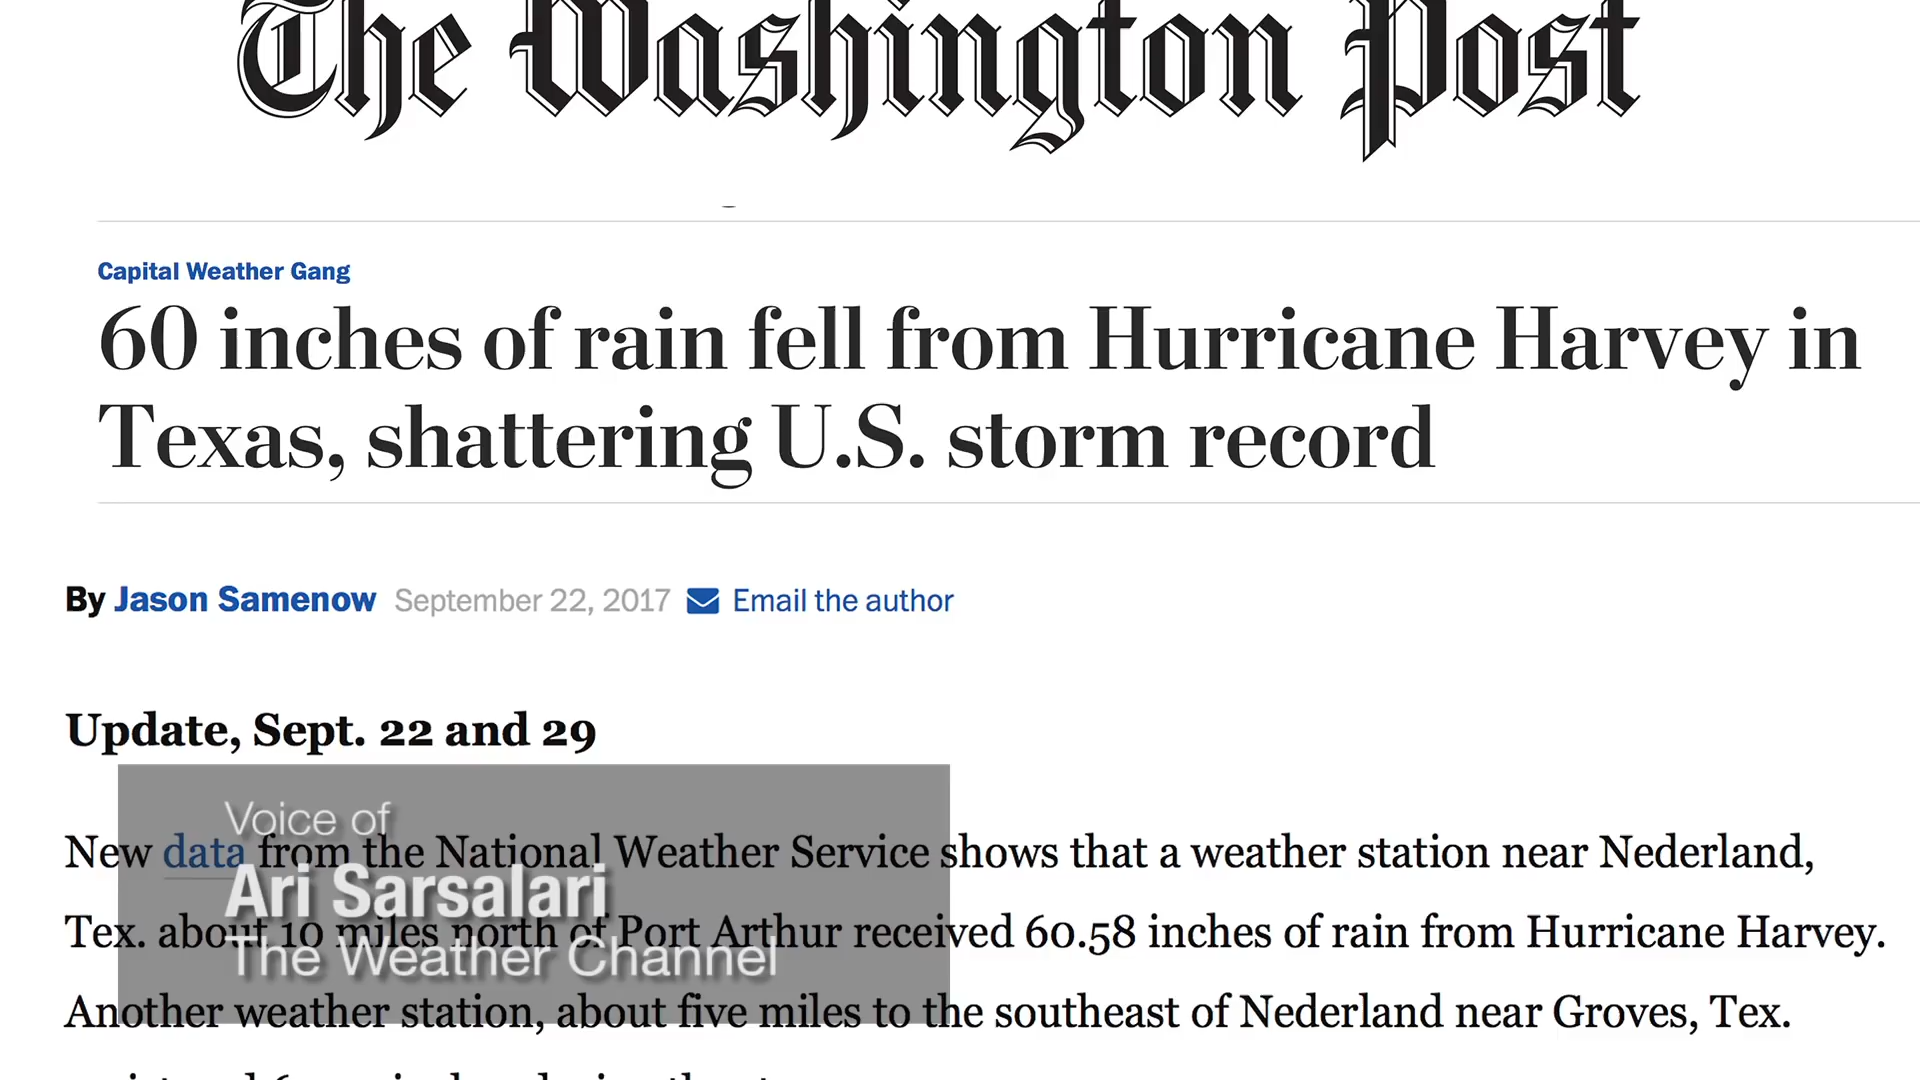 The Washington Post
Capital Weather Gang
60 inches of rain fell from Hurricane Harvey in
Texas, shattering U.S. storm record
By Jason Samenow September 22, 2017 Email the author
Update, Sept. 22 and 29
New data from the National Weather Service shows that a weather station near Nederland,
Tex. about 10 miles north of Port Arthur received 60.58 inches of rain from Hurricane Harvey.
Another weather station, about five miles to the southeast of Nederland near Groves, Tex.
Voice of
Ari Sarsalari
The Weather Channel